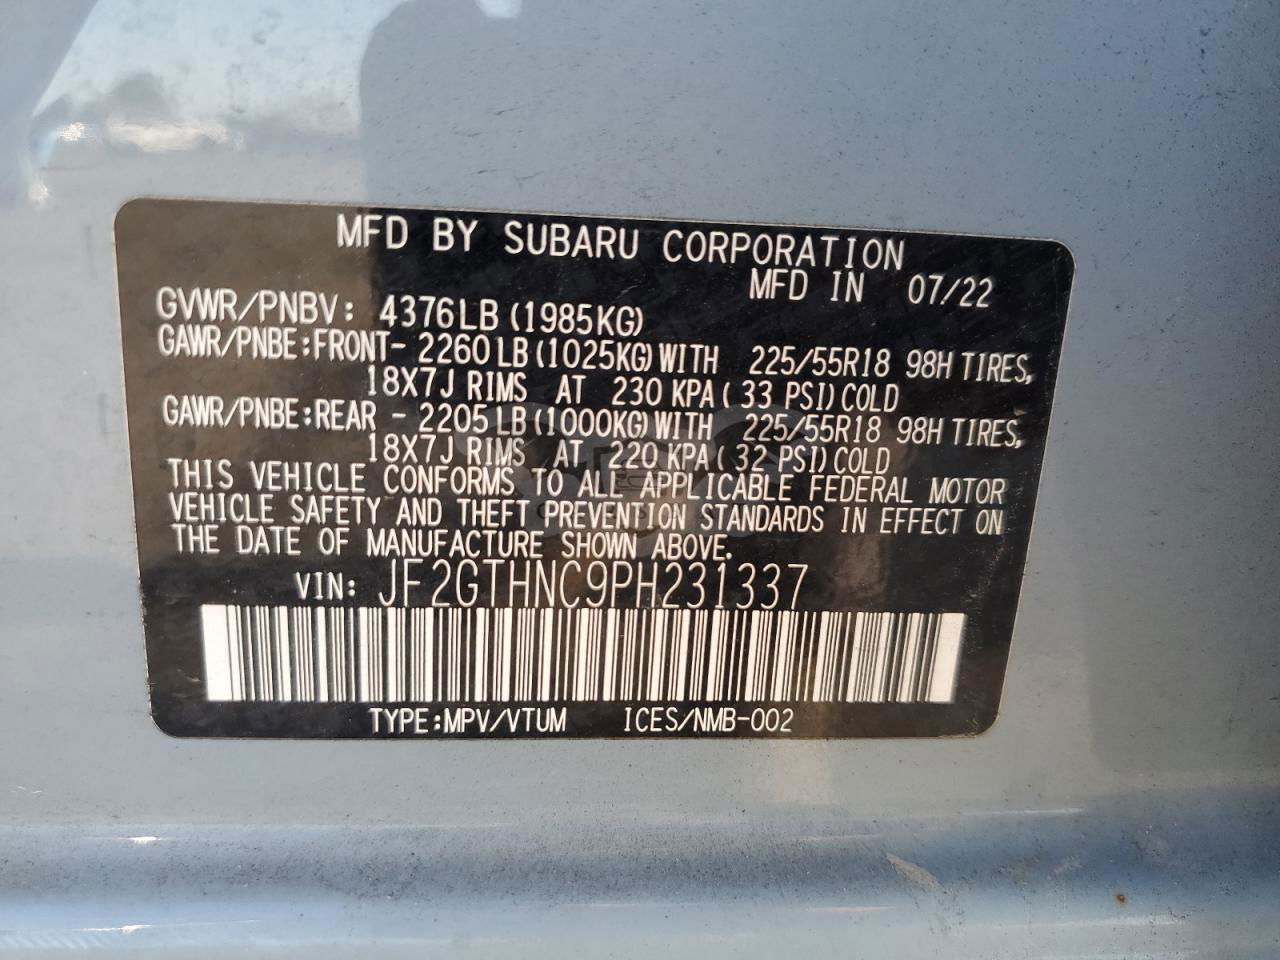 MFD BY SUBARU CORPORATION
MFD IN 07/22
GVWR/PNBV: 4376LB (1985KG)
GAWR/PNBE:FRONT- 2260LB(1025KG)WITH 225/55R18 98H TIRES,
18X7J RIMS AT 230 KPA( 33 PSI)COLD
GAWR/PNBE:REAR - 2205LB(1000KG)WITH 225/55R18 98H TIRES,
18X7J RIMS AT 220 KPA( 32 PSI)COLD
THIS VEHICLE CONFORMS TO ALL APPLICABLE FEDERAL MOTOR
VEHICLE SAFETY AND THEFT PREVENTION STANDARDS IN EFFECT ON
THE DATE OF MANUFACTURE SHOWN ABOVE.
VIN: JF2GTHNC9PH231337
TYPE:MPV/VTUM ICES/NMB-002